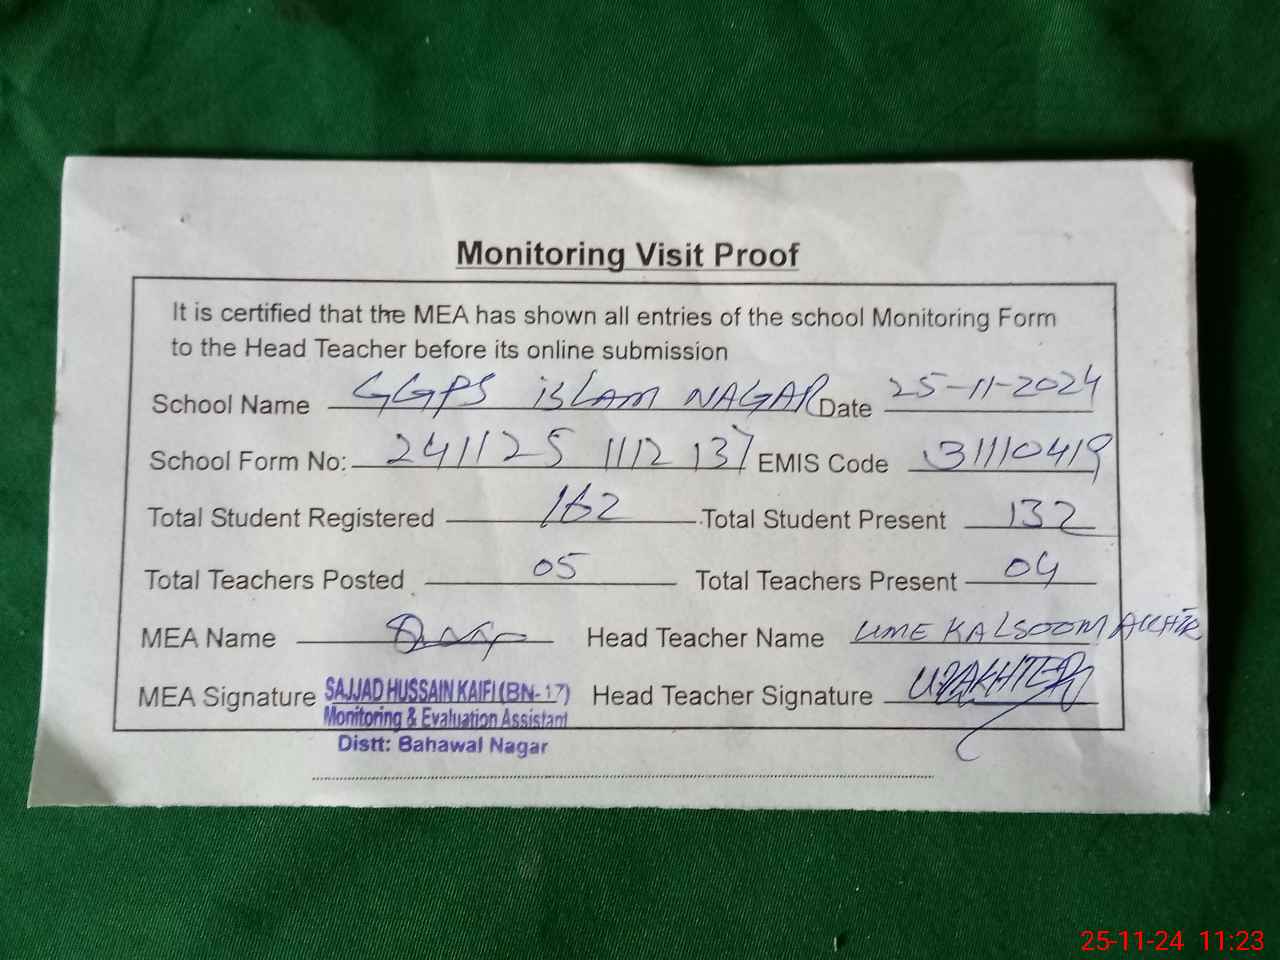 Monitoring Visit Proof
It is certified that the MEA has shown all entries of the school Monitoring Form
to the Head Teacher before its online submission
School Name GGPS iSLAM NAGAR Date 25-11-2024
School Form No: 241125 1112 137 EMIS Code 31110419
Total Student Registered 162 Total Student Present 132
Total Teachers Posted 05 Total Teachers Present 04
MEA Name Head Teacher Name UME KALSOOM
MEA Signature SAJJAD HUSSAIN KAIFI (BN-17) Head Teacher Signature
Monitoring & Evaluation Assistant
Distt: Bahawal Nagar
25-11-24 11:23